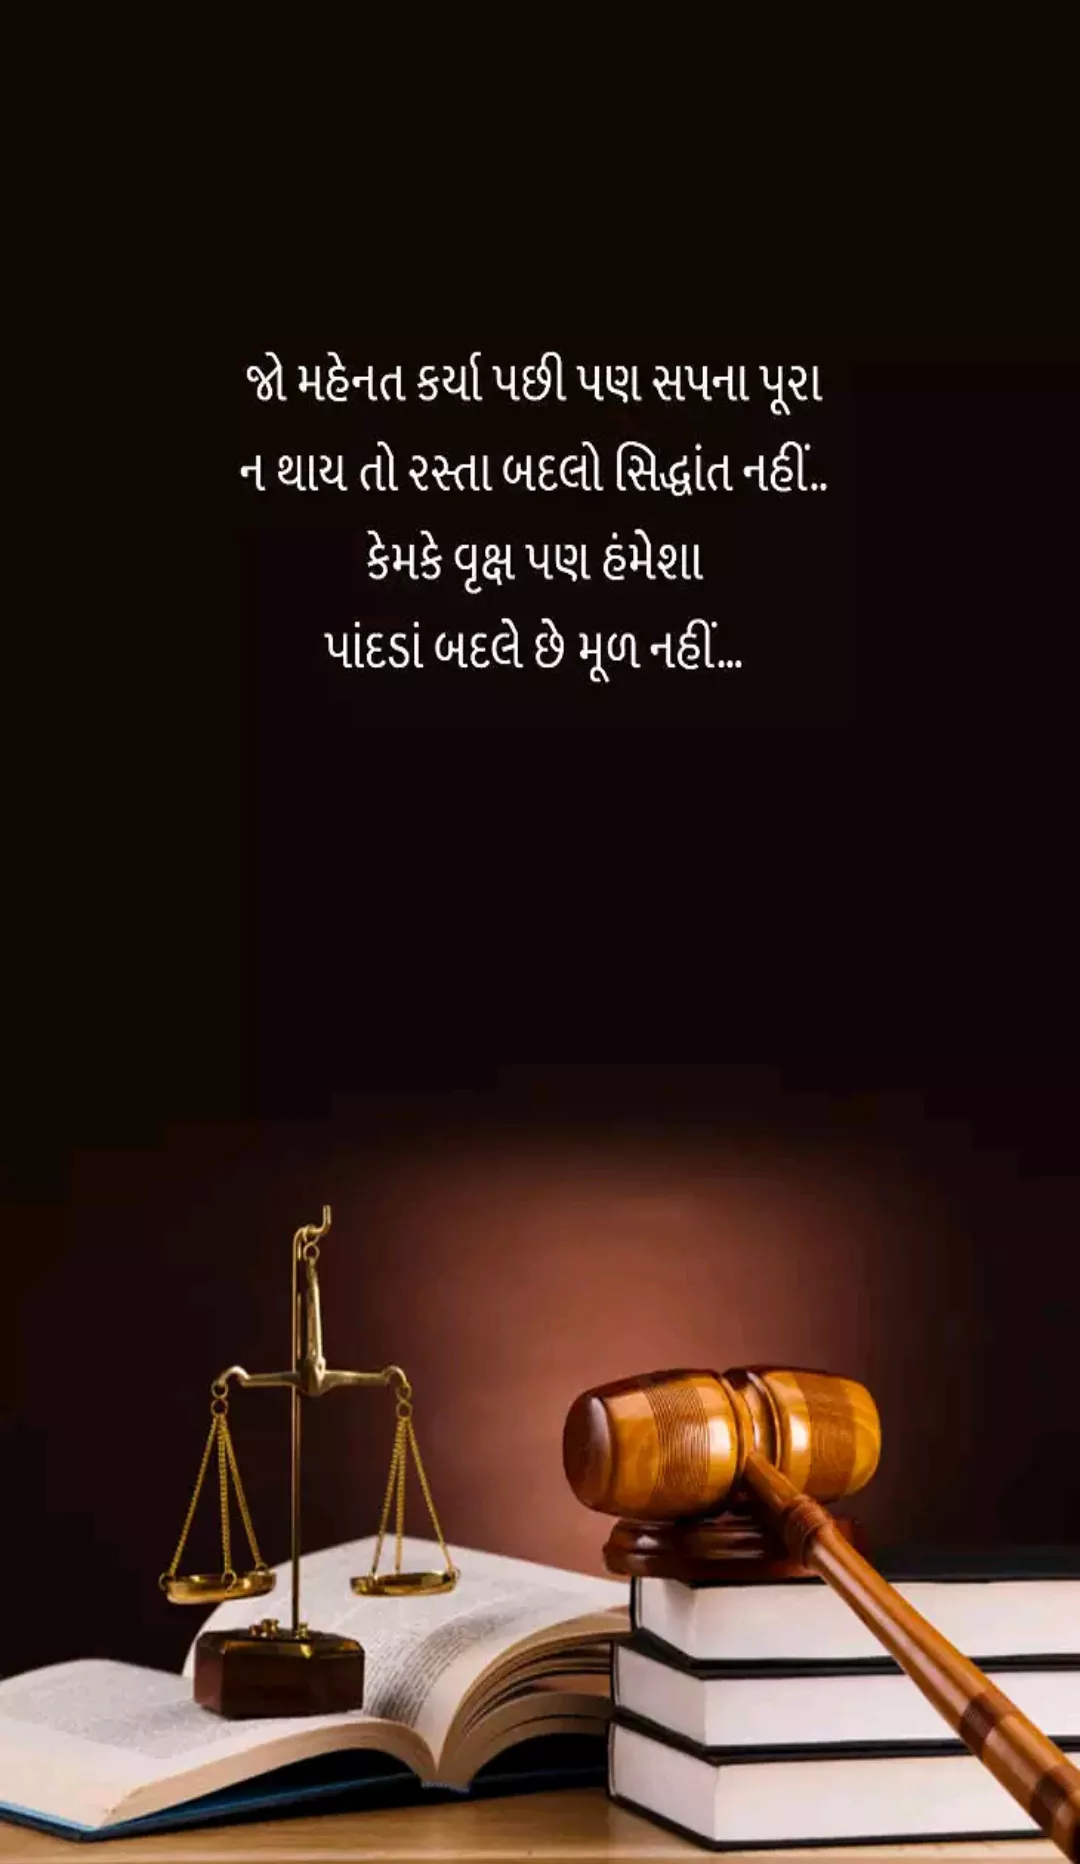 જો મહેનત કર્યા પછી પણ સપના પૂરા
ન થાય તો રસ્તા બદલો સિદ્ધાંત નહીં..
કેમકે વૃક્ષ પણ હંમેશા
પાંદડાં બદલે છે મૂળ નહીં...